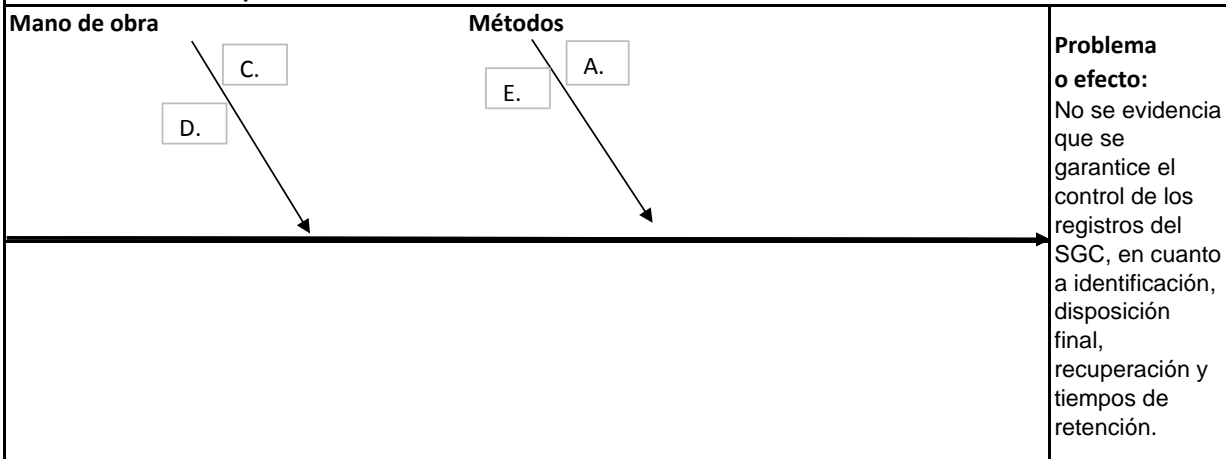 Mano de obra
Métodos
C.
D.
A.
E.
Problema
o efecto:
No se evidencia
que se
garantice el
control de los
registros del
SGC, en cuanto
a identificación,
disposición
final,
recuperación y
tiempos de
retención.